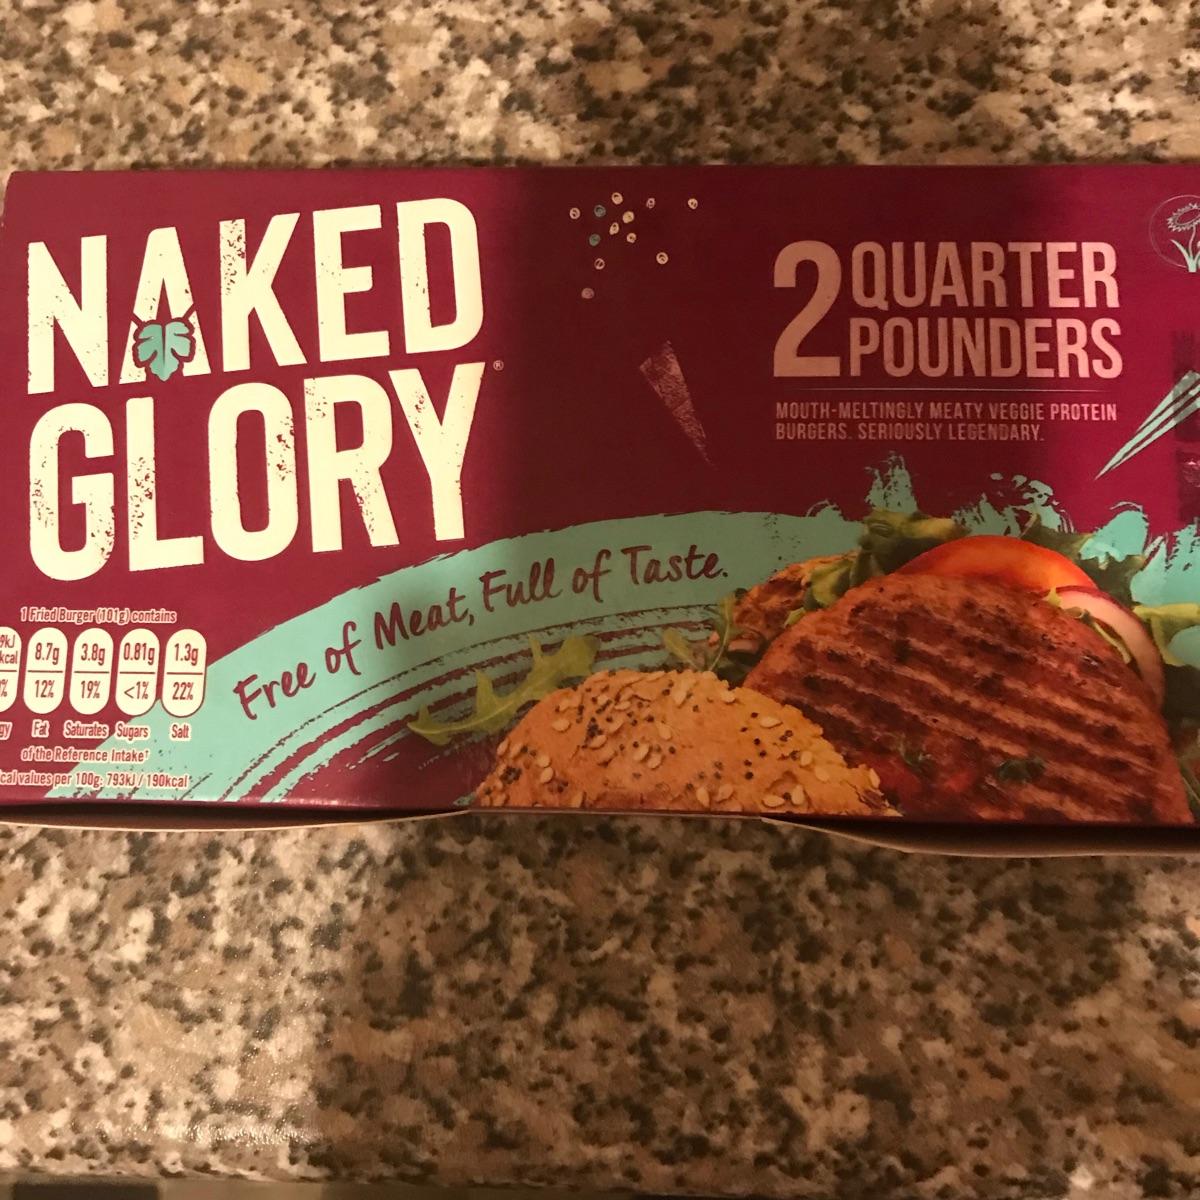 NAKED
GLORY
®
2 QUARTER
POUNDERS
MOUTH-MELTINGLY MEATY VEGGIE PROTEIN
BURGERS. SERIOUSLY LEGENDARY.
Free of Meat, Full of Taste.
1 Fried Burger (101g) contains
8.7g 3.8g 0.81g 1.3g
12% 19% <1% 22%
Fat Saturates Sugars Salt
of the Reference Intake†
values per 100g: 793kJ / 190kcal